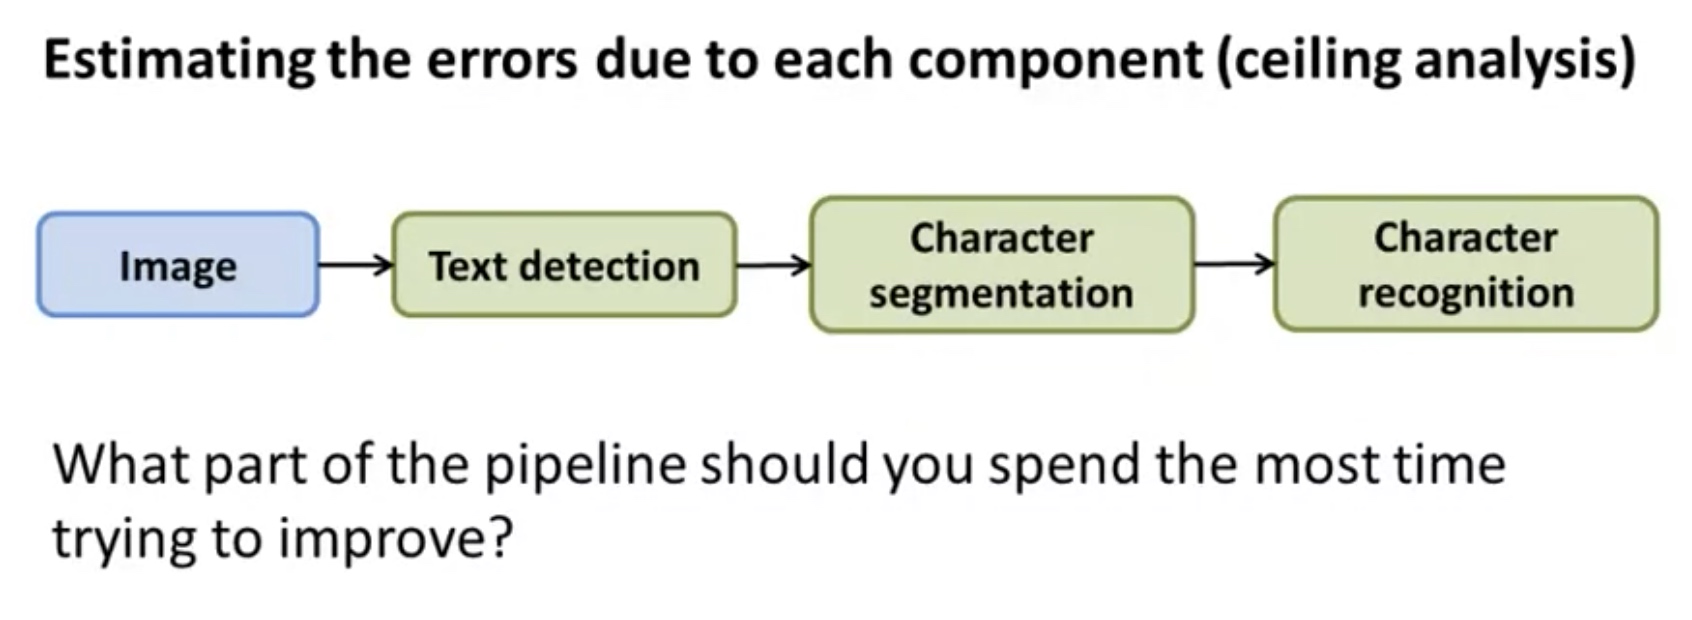 Estimating the errors due to each component (ceiling analysis)
Image
Text detection
Character
segmentation
Character
recognition
What part of the pipeline should you spend the most time
trying to improve?